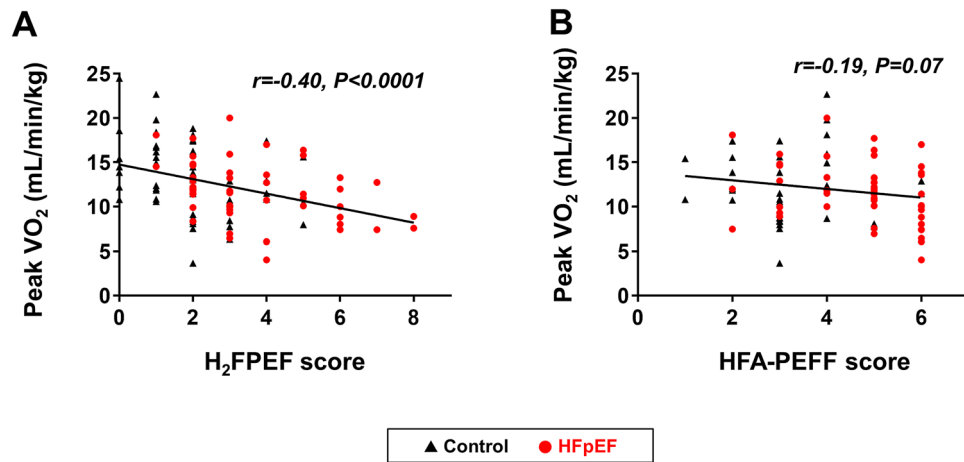 A
B
r=-0.40, P<0.0001
r=-0.19, P=0.07
Peak VO₂ (mL/min/kg)
25
20
15
10
5
0
0 2 4 6 8
H₂FPEF score
Peak VO₂ (mL/min/kg)
25
20
15
10
5
0
2 4 6
HFA-PEFF score
Control HFpEF